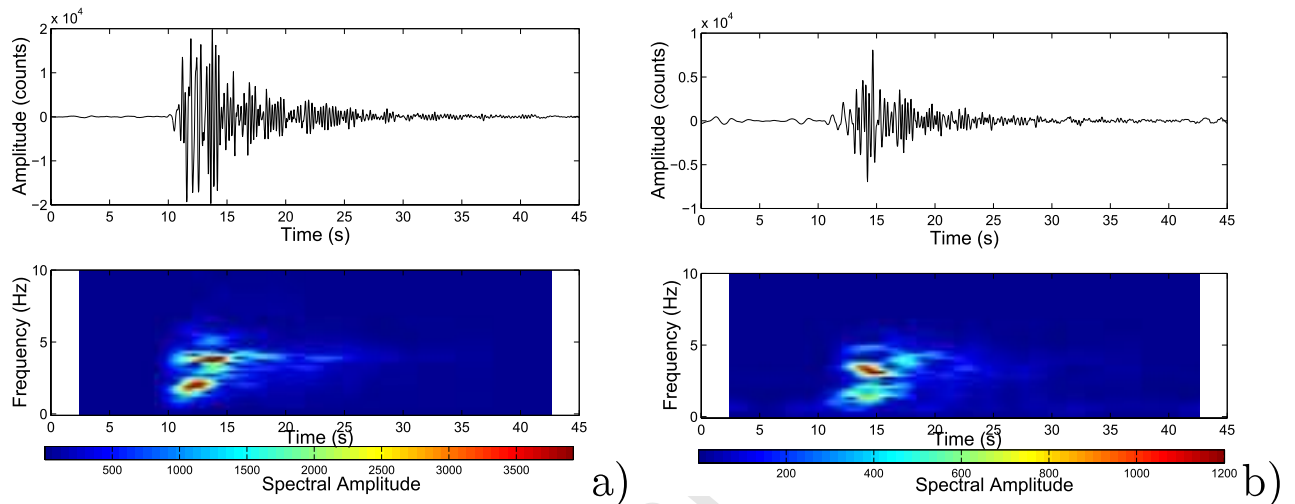 x 10^4
2
1
0
−1
−2
Amplitude (counts)
0 5 10 15 20 25 30 35 40 45
Time (s)
10
5
0
Frequency (Hz)
0 5 10 15 20 25 30 35 40 45
Time (s)
500 1000 1500 2000 2500 3000 3500
Spectral Amplitude
a)
x 10^4
1
0.5
0
−0.5
−1
Amplitude (counts)
0 5 10 15 20 25 30 35 40 45
Time (s)
10
5
0
Frequency (Hz)
0 5 10 15 20 25 30 35 40 45
Time (s)
200 400 600 800 1000 1200
Spectral Amplitude
b)